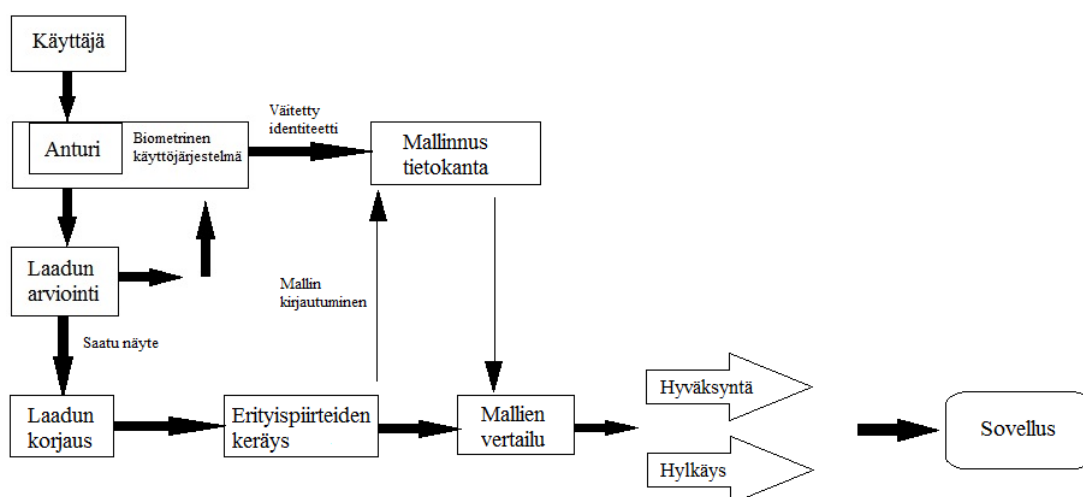 Käyttäjä
Anturi
Biometrinen
käyttöjärjestelmä
Väitetty
identiteetti
Mallinnus
tietokanta
Laadun
arviointi
Mallin
kirjautuminen
Saatu näyte
Laadun
korjaus
Erityispiirteiden
keräys
Mallien
vertailu
Hyväksyntä
Hylkäys
Sovellus